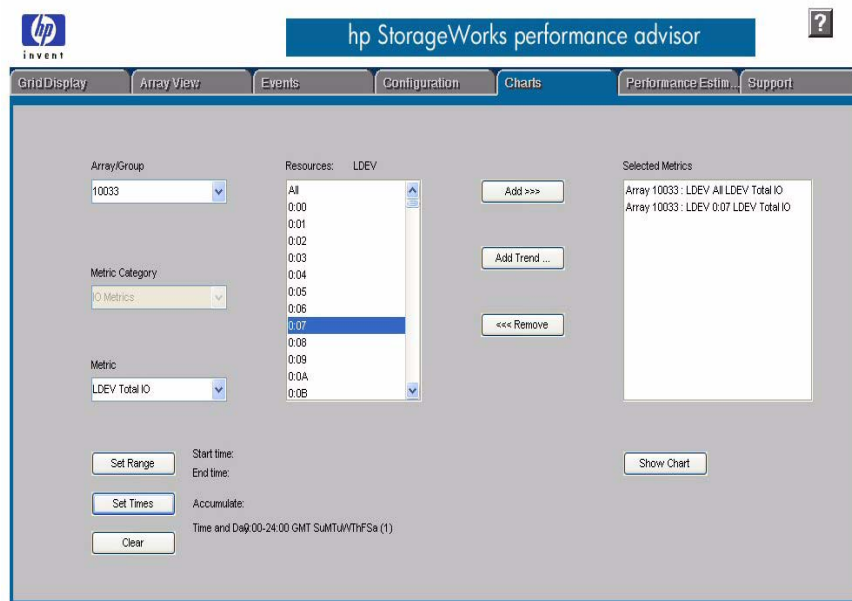 hp
invent
hp StorageWorks performance advisor
?
Grid Display Array View Events Configuration Charts Performance Estim... Support
Array/Group
Resources: LDEV
Selected Metrics
10033
All
0:00
0:01
0:02
0:03
0:04
0:05
0:06
0:07
0:08
0:09
0:0A
0:0B
Add >>>
Add Trend ...
<<< Remove
Array 10033 : LDEV All LDEV Total IO
Array 10033 : LDEV 0:07 LDEV Total IO
Metric Category
IO Metrics
Metric
LDEV Total IO
Set Range
Start time:
End time:
Show Chart
Set Times
Accumulate:
Time and Day 0:00-24:00 GMT SuMTuWThFSa (1)
Clear